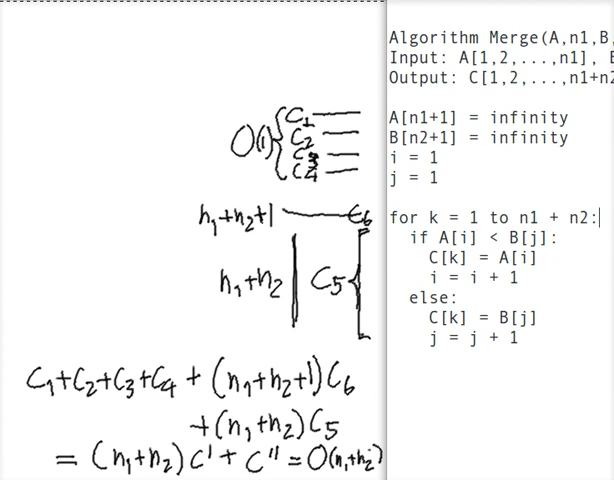 Algorithm Merge(A,n1,B,
Input: A[1,2,...,n1], B
Output: C[1,2,...,n1+n2
A[n1+1] = infinity
B[n2+1] = infinity
i = 1
j = 1
for k = 1 to n1 + n2:
if A[i] < B[j]:
C[k] = A[i]
i = i + 1
else:
C[k] = B[j]
j = j + 1
O(1) { C₁
C₂
C₃
C₄
n₁+n₂+1 C₆
n₁+n₂ | C₅ {
C₁+C₂+C₃+C₄ + (n₁+n₂+1)C₆
+(n₁+n₂)C₅
= (n₁+n₂)C' + C'' = O(n₁+n₂)